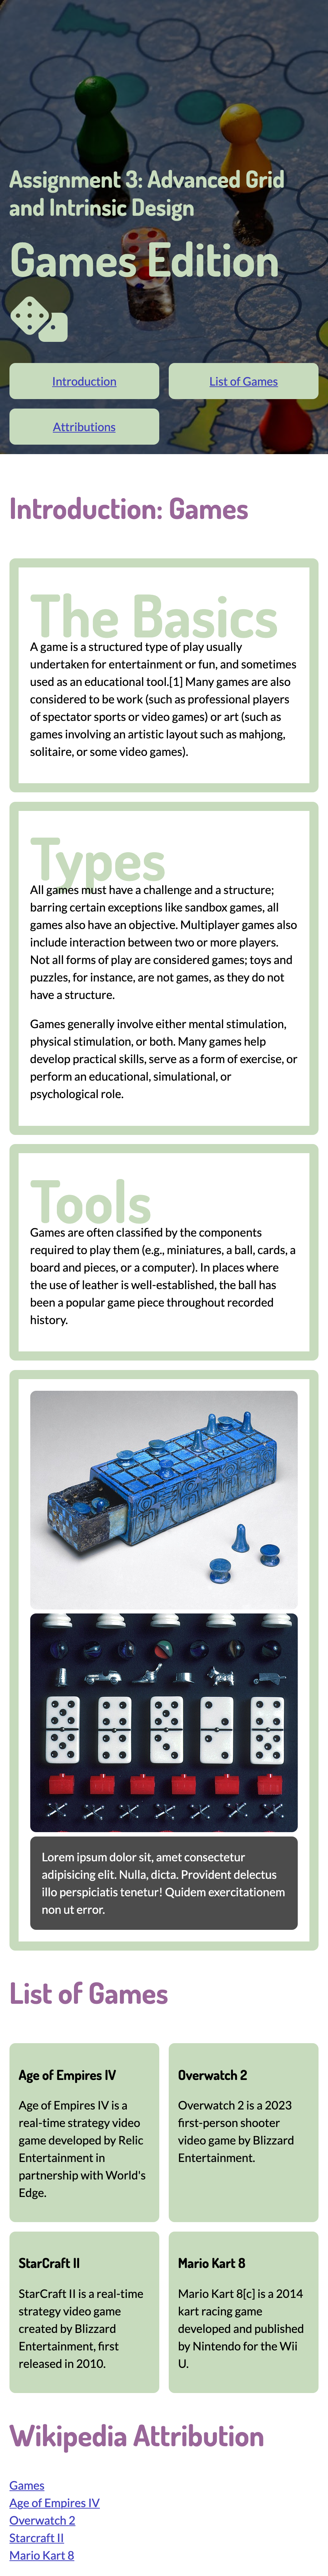 Assignment 3: Advanced Grid
and Intrinsic Design
Games Edition
Introduction
List of Games
Attributions
Introduction: Games
The Basics
A game is a structured type of play usually
undertaken for entertainment or fun, and sometimes
used as an educational tool.[1] Many games are also
considered to be work (such as professional players
of spectator sports or video games) or art (such as
games involving an artistic layout such as mahjong,
solitaire, or some video games).
Types
All games must have a challenge and a structure;
barring certain exceptions like sandbox games, all
games also have an objective. Multiplayer games also
include interaction between two or more players.
Not all forms of play are considered games; toys and
puzzles, for instance, are not games, as they do not
have a structure.
Games generally involve either mental stimulation,
physical stimulation, or both. Many games help
develop practical skills, serve as a form of exercise, or
perform an educational, simulational, or
psychological role.
Tools
Games are often classified by the components
required to play them (e.g., miniatures, a ball, cards, a
board and pieces, or a computer). In places where
the use of leather is well-established, the ball has
been a popular game piece throughout recorded
history.
Lorem ipsum dolor sit, amet consectetur
adipisicing elit. Nulla, dicta. Provident delectus
illo perspiciatis tenetur! Quidem exercitationem
non ut error.
List of Games
Age of Empires IV
Age of Empires IV is a
real-time strategy video
game developed by Relic
Entertainment in
partnership with World's
Edge.
Overwatch 2
Overwatch 2 is a 2023
first-person shooter
video game by Blizzard
Entertainment.
StarCraft II
StarCraft II is a real-time
strategy video game
created by Blizzard
Entertainment, first
released in 2010.
Mario Kart 8
Mario Kart 8[c] is a 2014
kart racing game
developed and published
by Nintendo for the Wii
U.
Wikipedia Attribution
Games
Age of Empires IV
Overwatch 2
Starcraft II
Mario Kart 8